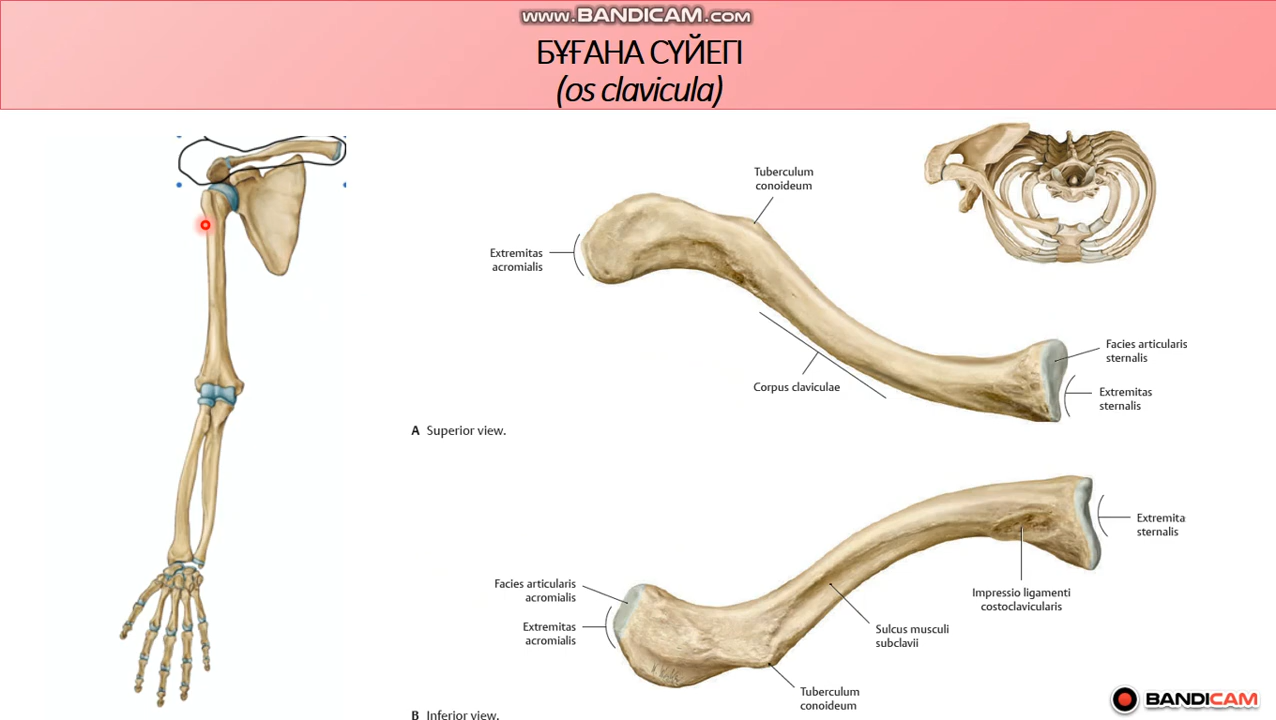 www.BANDICAM.com
БҰҒАНА СҮЙЕГІ
(os clavicula)
Tuberculum
conoideum
Extremitas
acromialis
Facies articularis
sternalis
Corpus claviculae
Extremitas
sternalis
A Superior view.
Extremita
sternalis
Facies articularis
acromialis
Impressio ligamenti
costoclavicularis
Extremitas
acromialis
Sulcus musculi
subclavii
Tuberculum
conoideum
B Inferior view.
BANDICAM